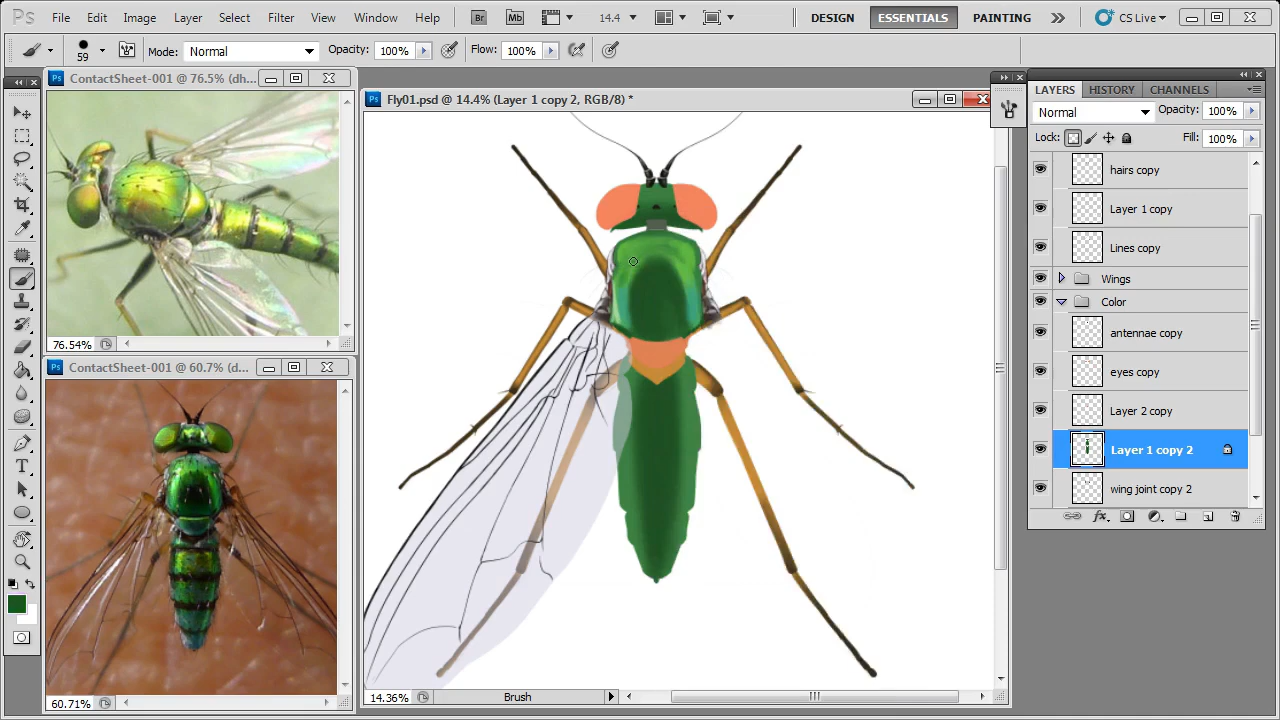 Ps File Edit Image Layer Select Filter View Window Help Br Mb 14.4 DESIGN ESSENTIALS PAINTING CS Live
59 Mode: Normal Opacity: 100% Flow: 100%
Ps ContactSheet-001 @ 76.5% (dh...
76.54%
Ps ContactSheet-001 @ 60.7% (d...
60.71%
Ps Fly01.psd @ 14.4% (Layer 1 copy 2, RGB/8) *
14.36% Brush
LAYERS HISTORY CHANNELS
Normal Opacity: 100%
Lock: Fill: 100%
hairs copy
Layer 1 copy
Lines copy
Wings
Color
antennae copy
eyes copy
Layer 2 copy
Layer 1 copy 2
wing joint copy 2
fx